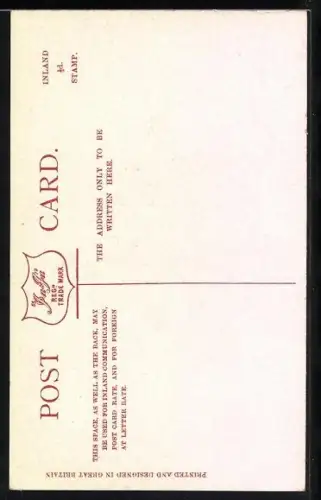 POST CARD.
REGD
TRADE MARK
THIS SPACE, AS WELL AS THE BACK, MAY
BE USED FOR INLAND COMMUNICATION,
POST CARD RATE, AND FOR FOREIGN
AT LETTER RATE.
THE ADDRESS ONLY TO BE
WRITTEN HERE.
INLAND
½d.
STAMP.
PRINTED AND DESIGNED IN GREAT BRITAIN